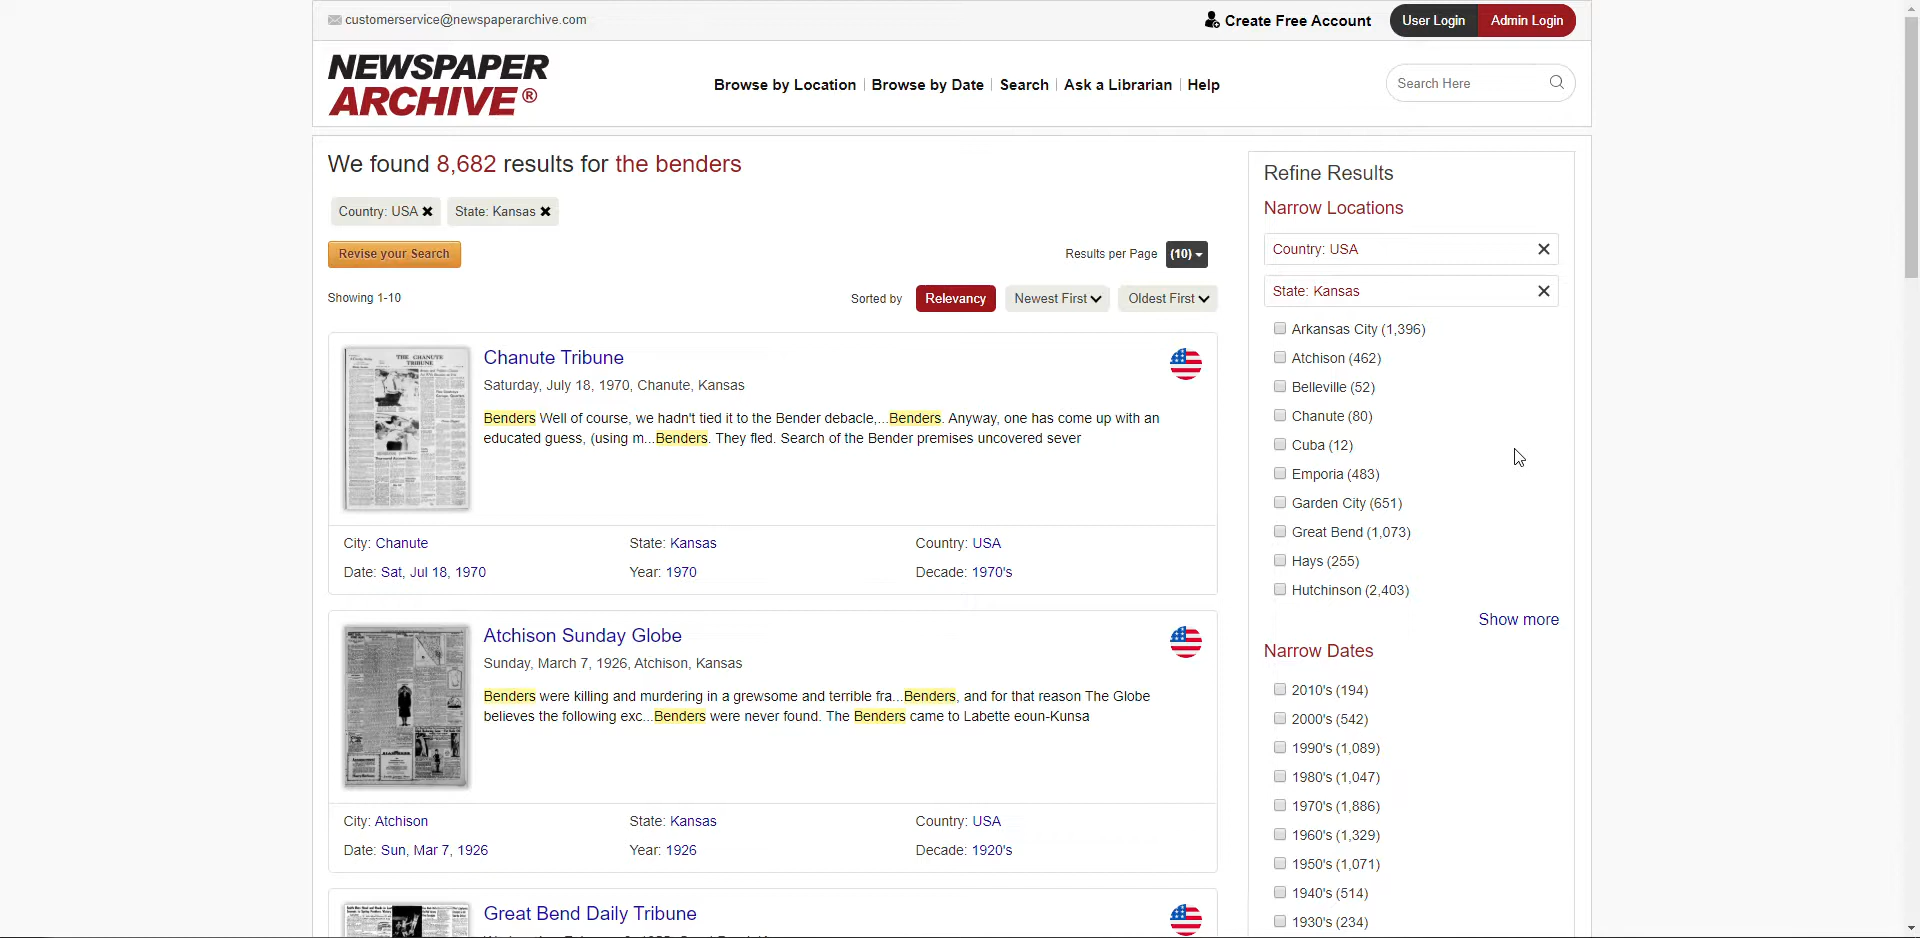 customerservice@newspaperarchive.com
Create Free Account
User Login
Admin Login
NEWSPAPER
ARCHIVE®
Browse by Location
Browse by Date
Search
Ask a Librarian
Help
Search Here
We found 8,682 results for the benders
Country: USA
State: Kansas
Revise your Search
Results per Page (10)
Showing 1-10
Sorted by
Relevancy
Newest First
Oldest First
THE CHANUTE
TRIBUNE
Chanute Tribune
Saturday, July 18, 1970, Chanute, Kansas
Benders Well of course, we hadn't tied it to the Bender debacle,...Benders. Anyway, one has come up with an
educated guess, (using m...Benders. They fled. Search of the Bender premises uncovered sever
City: Chanute
State: Kansas
Country: USA
Date: Sat, Jul 18, 1970
Year: 1970
Decade: 1970's
Atchison Sunday Globe
Sunday, March 7, 1926, Atchison, Kansas
Benders were killing and murdering in a grewsome and terrible fra...Benders, and for that reason The Globe
believes the following exc...Benders were never found. The Benders came to Labette eoun-Kunsa
City: Atchison
State: Kansas
Country: USA
Date: Sun, Mar 7, 1926
Year: 1926
Decade: 1920's
Great Bend Daily Tribune
Refine Results
Narrow Locations
Country: USA
State: Kansas
Arkansas City (1,396)
Atchison (462)
Belleville (52)
Chanute (80)
Cuba (12)
Emporia (483)
Garden City (651)
Great Bend (1,073)
Hays (255)
Hutchinson (2,403)
Show more
Narrow Dates
2010's (194)
2000's (542)
1990's (1,089)
1980's (1,047)
1970's (1,886)
1960's (1,329)
1950's (1,071)
1940's (514)
1930's (234)